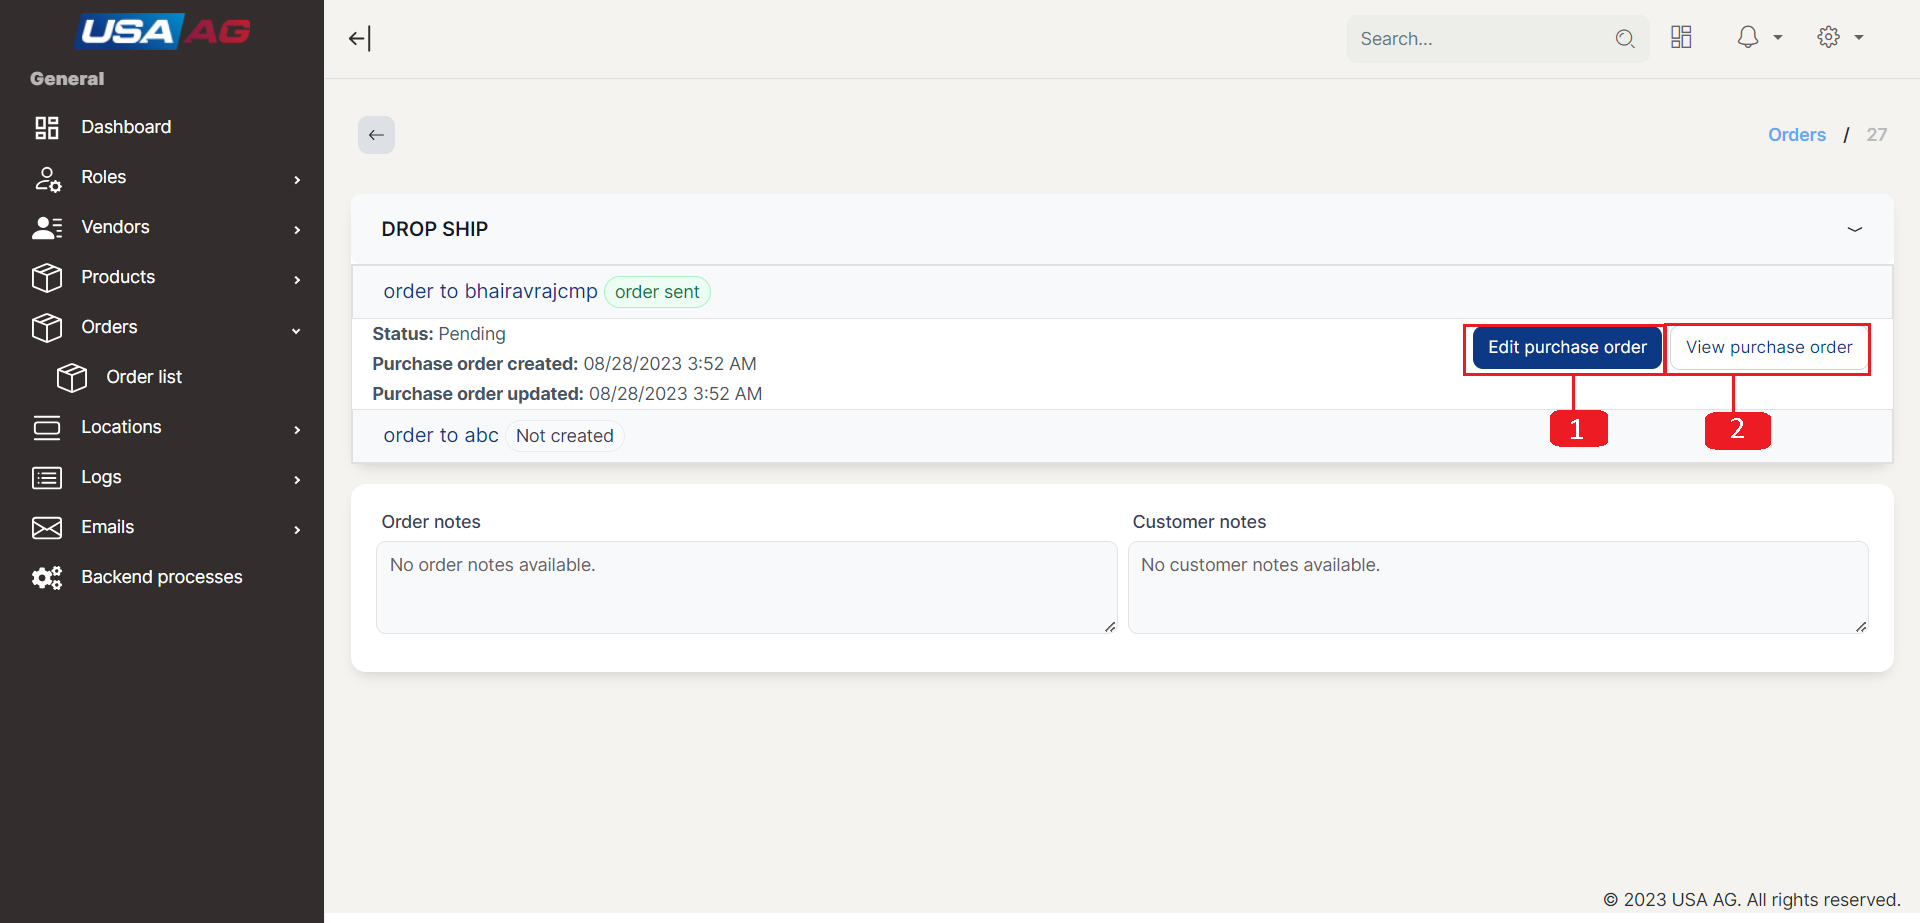 USA AG
General
Dashboard
Roles
Vendors
Products
Orders
Order list
Locations
Logs
Emails
Backend processes
Search...
Orders / 27
DROP SHIP
order to bhairavrajcmp order sent
Status: Pending
Purchase order created: 08/28/2023 3:52 AM
Purchase order updated: 08/28/2023 3:52 AM
Edit purchase order View purchase order
1 2
order to abc Not created
Order notes
No order notes available.
Customer notes
No customer notes available.
© 2023 USA AG. All rights reserved.